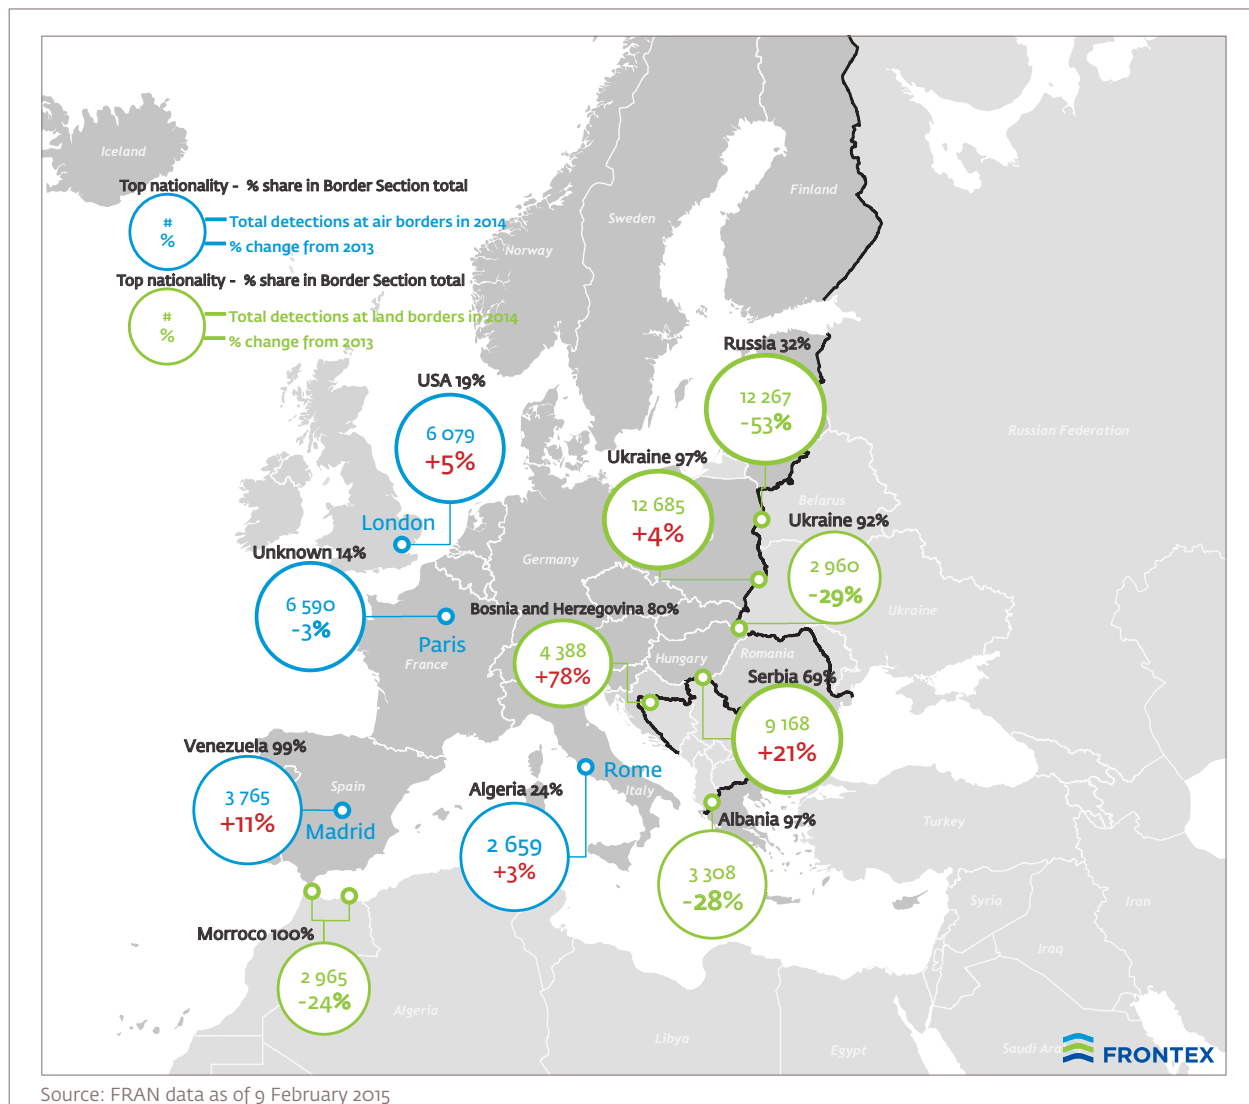 Iceland
Top nationality - % share in Border Section total
#
%
Total detections at air borders in 2014
% change from 2013
Top nationality - % share in Border Section total
#
%
Total detections at land borders in 2014
% change from 2013
Finland
Sweden
Norway
Russia 32%
12 267
-53%
USA 19%
6 079
+5%
Russian Federation
Ukraine 97%
12 685
+4%
Belarus
Ukraine 92%
2 960
-29%
London
Unknown 14%
6 590
-3%
Germany
Ukraine
Bosnia and Herzegovina 80%
4 388
+78%
Paris
France
Hungary
Romania
Serbia 69%
9 168
+21%
Venezuela 99%
3 765
+11%
Spain
Madrid
Rome
Italy
Algeria 24%
2 659
+3%
Albania 97%
3 308
-28%
Turkey
Syria
Iran
Iraq
Morroco 100%
2 965
-24%
Algeria
Libya
Egypt
Saudi Ara
FRONTEX
Source: FRAN data as of 9 February 2015